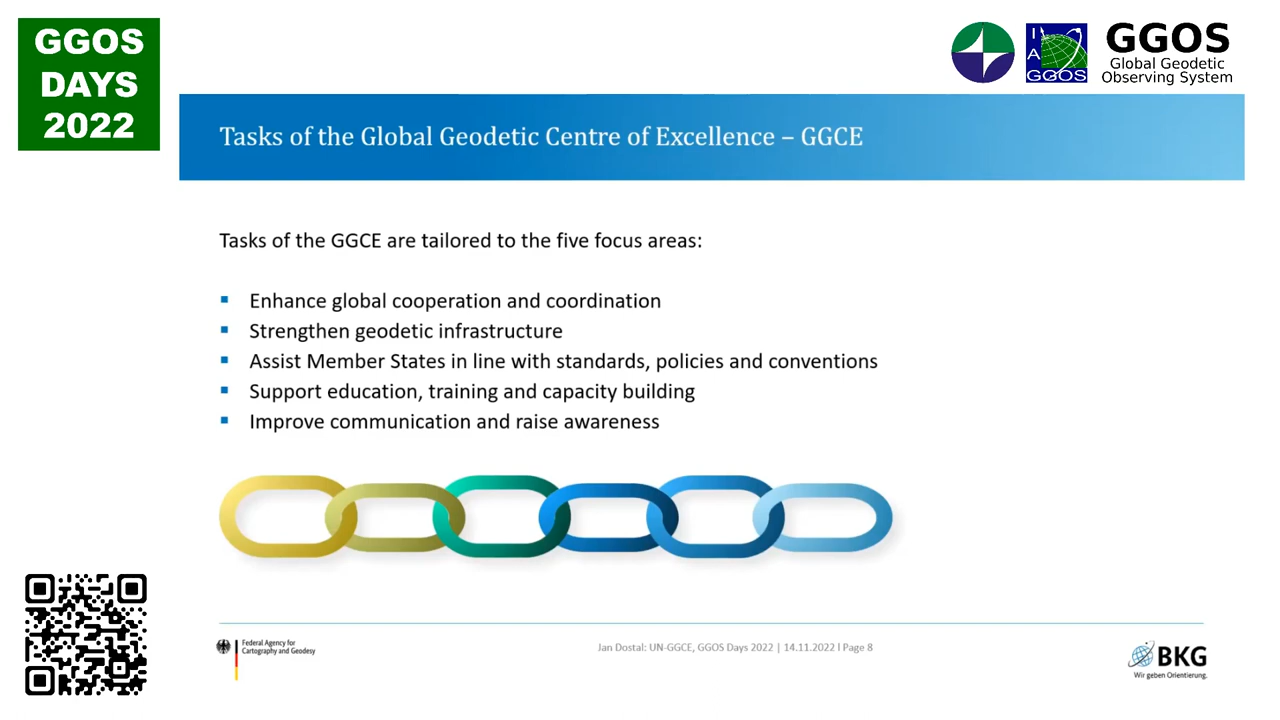 GGOS
DAYS
2022
I
A
G
GGOS
GGOS
Global Geodetic
Observing System
Tasks of the Global Geodetic Centre of Excellence – GGCE
Tasks of the GGCE are tailored to the five focus areas:
▪ Enhance global cooperation and coordination
▪ Strengthen geodetic infrastructure
▪ Assist Member States in line with standards, policies and conventions
▪ Support education, training and capacity building
▪ Improve communication and raise awareness
Federal Agency for
Cartography and Geodesy
Jan Dostal: UN-GGCE, GGOS Days 2022 | 14.11.2022 I Page 8
BKG
Wir geben Orientierung.